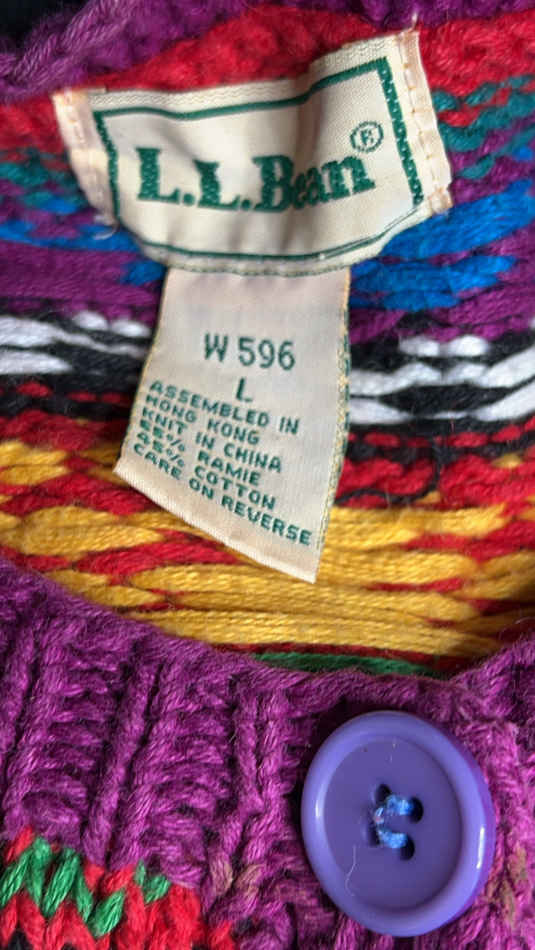 L.L.Bean®
W 596
L
ASSEMBLED IN
HONG KONG
KNIT IN CHINA
55% RAMIE
45% COTTON
CARE ON REVERSE